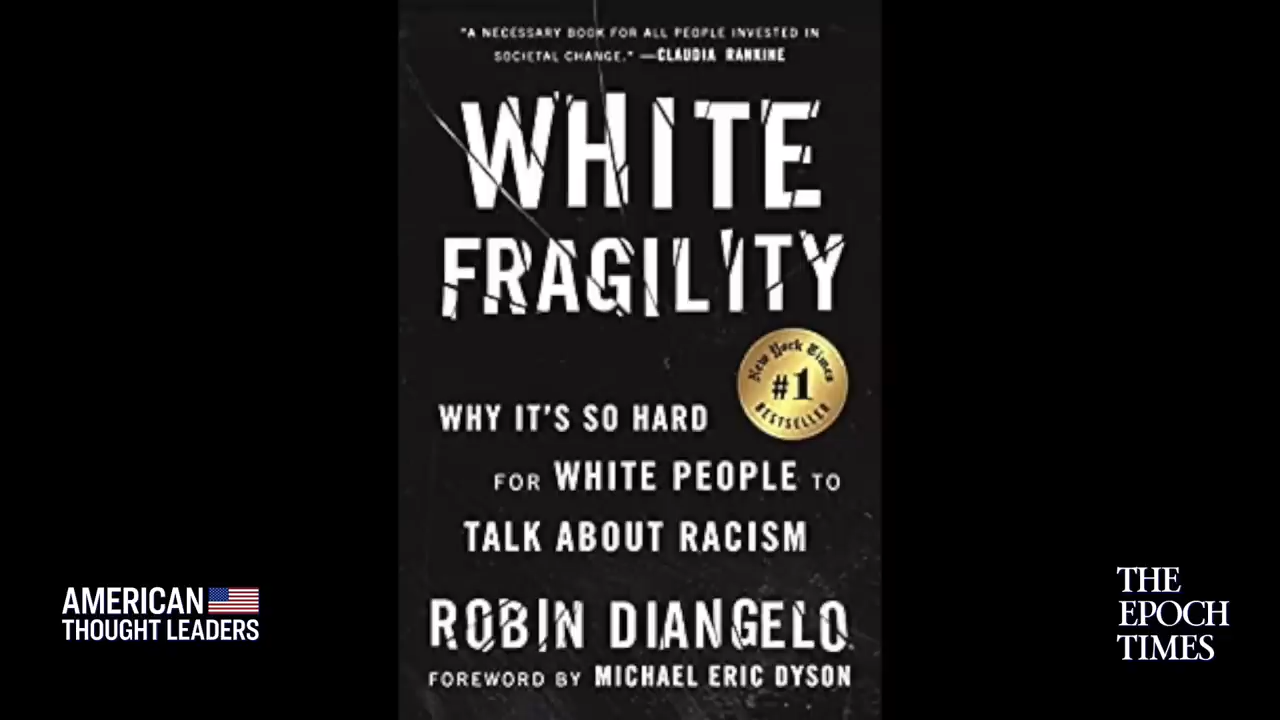 "A NECESSARY BOOK FOR ALL PEOPLE INVESTED IN
SOCIETAL CHANGE." —CLAUDIA RANKINE
WHITE
FRAGILITY
New York Times
#1
BESTSELLER
WHY IT'S SO HARD
FOR WHITE PEOPLE TO
TALK ABOUT RACISM
ROBIN DIANGELO
FOREWORD BY MICHAEL ERIC DYSON
AMERICAN
THOUGHT LEADERS
THE
EPOCH
TIMES